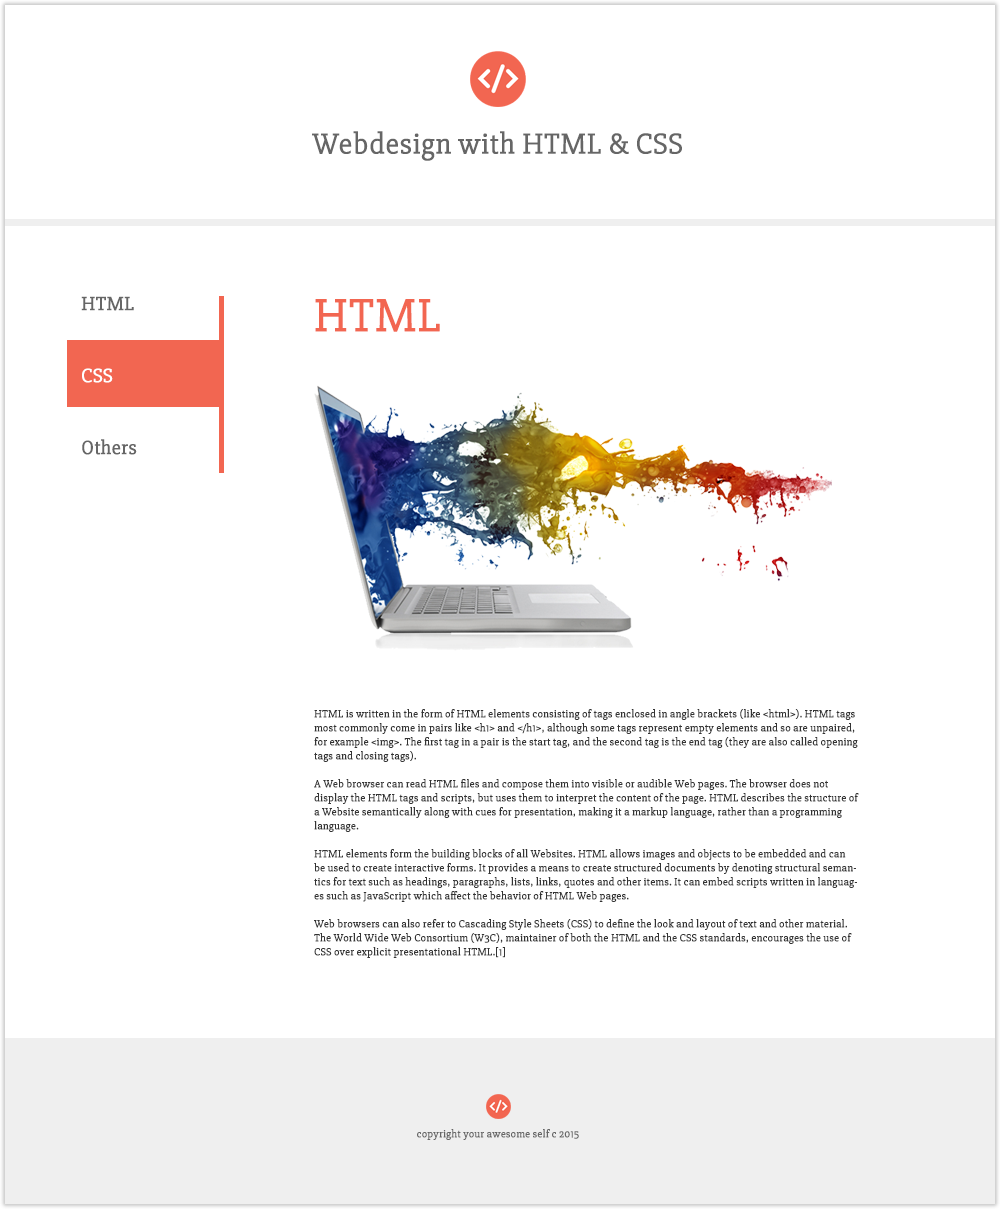 </>
Webdesign with HTML & CSS
HTML
CSS
Others
HTML
HTML is written in the form of HTML elements consisting of tags enclosed in angle brackets (like <html>). HTML tags
most commonly come in pairs like <h1> and </h1>, although some tags represent empty elements and so are unpaired,
for example <img>. The first tag in a pair is the start tag, and the second tag is the end tag (they are also called opening
tags and closing tags).
A Web browser can read HTML files and compose them into visible or audible Web pages. The browser does not
display the HTML tags and scripts, but uses them to interpret the content of the page. HTML describes the structure of
a Website semantically along with cues for presentation, making it a markup language, rather than a programming
language.
HTML elements form the building blocks of all Websites. HTML allows images and objects to be embedded and can
be used to create interactive forms. It provides a means to create structured documents by denoting structural seman-
tics for text such as headings, paragraphs, lists, links, quotes and other items. It can embed scripts written in languag-
es such as JavaScript which affect the behavior of HTML Web pages.
Web browsers can also refer to Cascading Style Sheets (CSS) to define the look and layout of text and other material.
The World Wide Web Consortium (W3C), maintainer of both the HTML and the CSS standards, encourages the use of
CSS over explicit presentational HTML.[1]
</>
copyright your awesome self c 2015